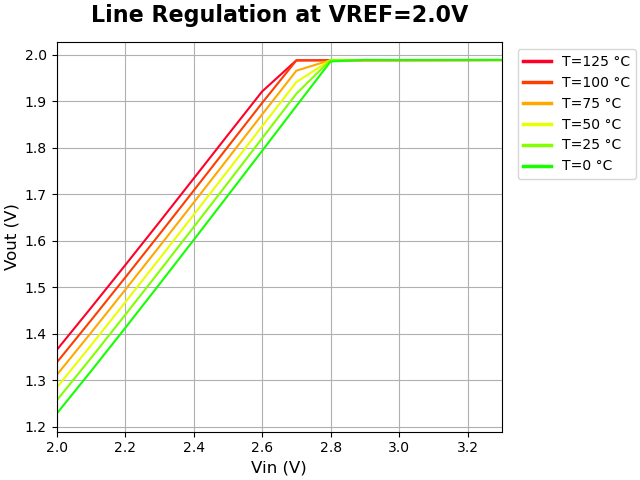 Line Regulation at VREF=2.0V
Vout (V)
2.0
1.9
1.8
1.7
1.6
1.5
1.4
1.3
1.2
2.0 2.2 2.4 2.6 2.8 3.0 3.2
Vin (V)
T=125 °C
T=100 °C
T=75 °C
T=50 °C
T=25 °C
T=0 °C